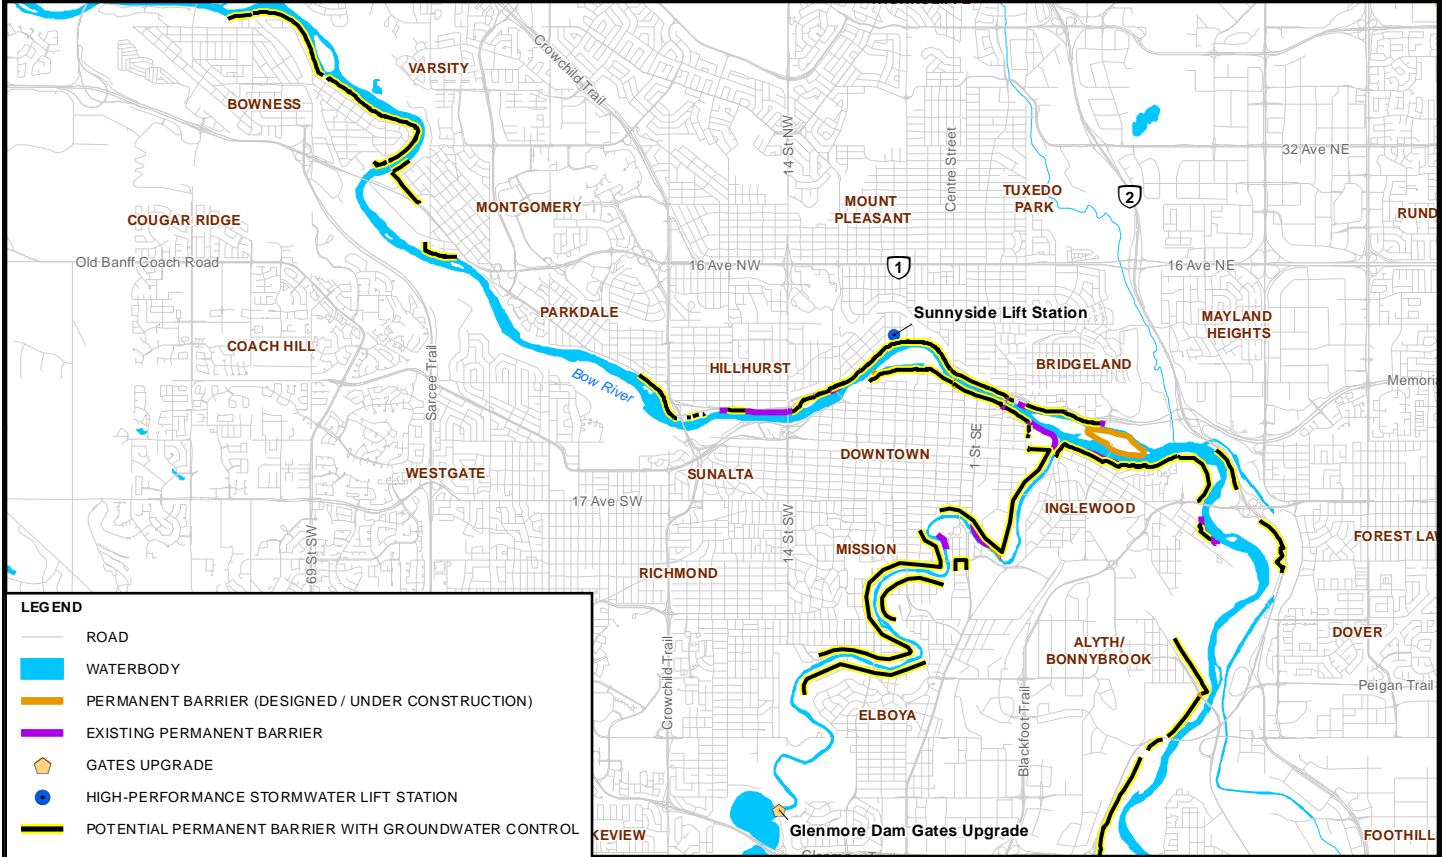 VARSITY
Crowchild Trail
BOWNESS
14 St NW
Centre Street
32 Ave NE
2
TUXEDO
PARK
MOUNT
PLEASANT
MONTGOMERY
COUGAR RIDGE
RUND
Old Banff Coach Road
16 Ave NW
1
16 Ave NE
PARKDALE
Sunnyside Lift Station
MAYLAND
HEIGHTS
COACH HILL
Sarcee Trail
Bow River
HILLHURST
BRIDGELAND
Memori
DOWNTOWN
1 St SE
WESTGATE
SUNALTA
17 Ave SW
INGLEWOOD
69 St SW
14 St SW
MISSION
FOREST LA
RICHMOND
DOVER
ALYTH/
BONNYBROOK
Crowchild Trail
Peigan Trail
ELBOYA
Blackfoot Trail
KEVIEW
Glenmore Dam Gates Upgrade
FOOTHILL
Glenmore Trail
LEGEND
ROAD
WATERBODY
PERMANENT BARRIER (DESIGNED / UNDER CONSTRUCTION)
EXISTING PERMANENT BARRIER
GATES UPGRADE
HIGH-PERFORMANCE STORMWATER LIFT STATION
POTENTIAL PERMANENT BARRIER WITH GROUNDWATER CONTROL